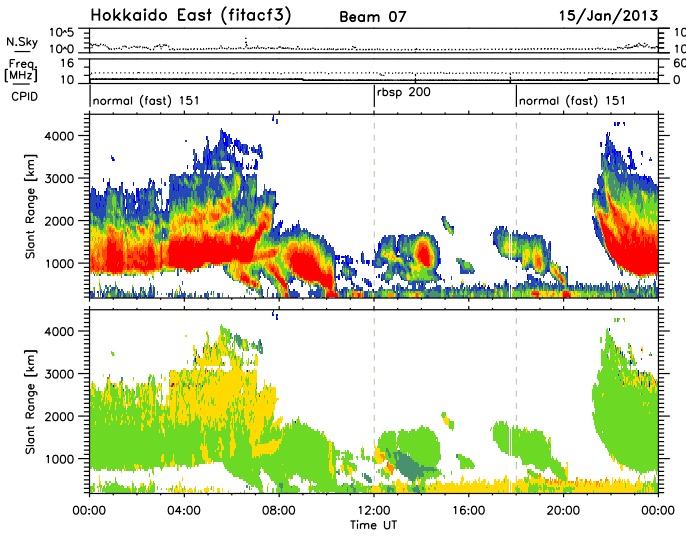 Hokkaido East (fitacf3) Beam 07 15/Jan/2013
N.Sky 10^5 10^0
Freq. [MHz] 16 10 60 0
CPID normal (fast) 151 rbsp 200 normal (fast) 151
Slant Range [km] 4000 3000 2000 1000
Slant Range [km] 4000 3000 2000 1000
00:00 04:00 08:00 12:00 16:00 20:00 00:00
Time UT